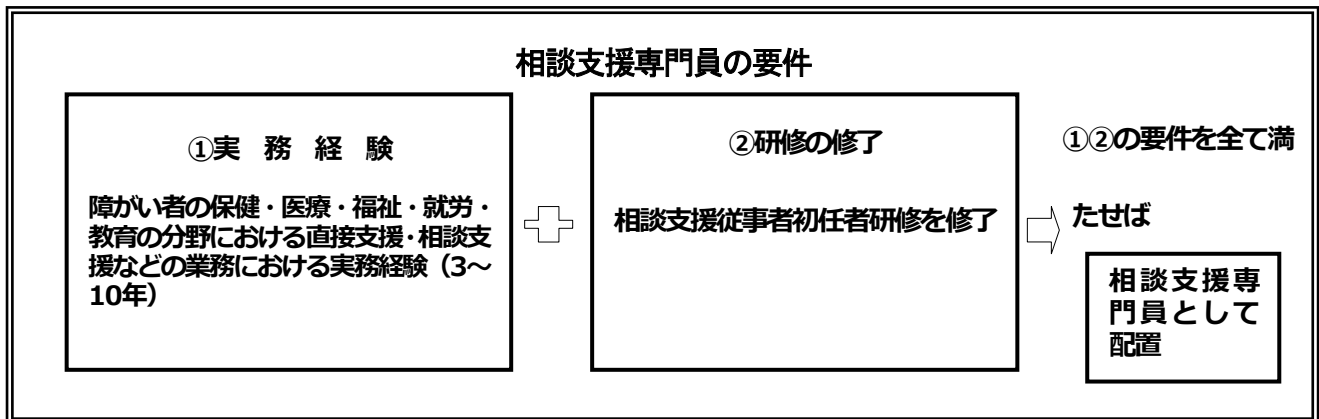 相談支援専門員の要件
①実 務 経 験
障がい者の保健・医療・福祉・就労・
教育の分野における直接支援・相談支
援などの業務における実務経験（3～
10年）
②研修の修了
相談支援従事者初任者研修を修了
①②の要件を全て満
たせば
相談支援専
門員として
配置